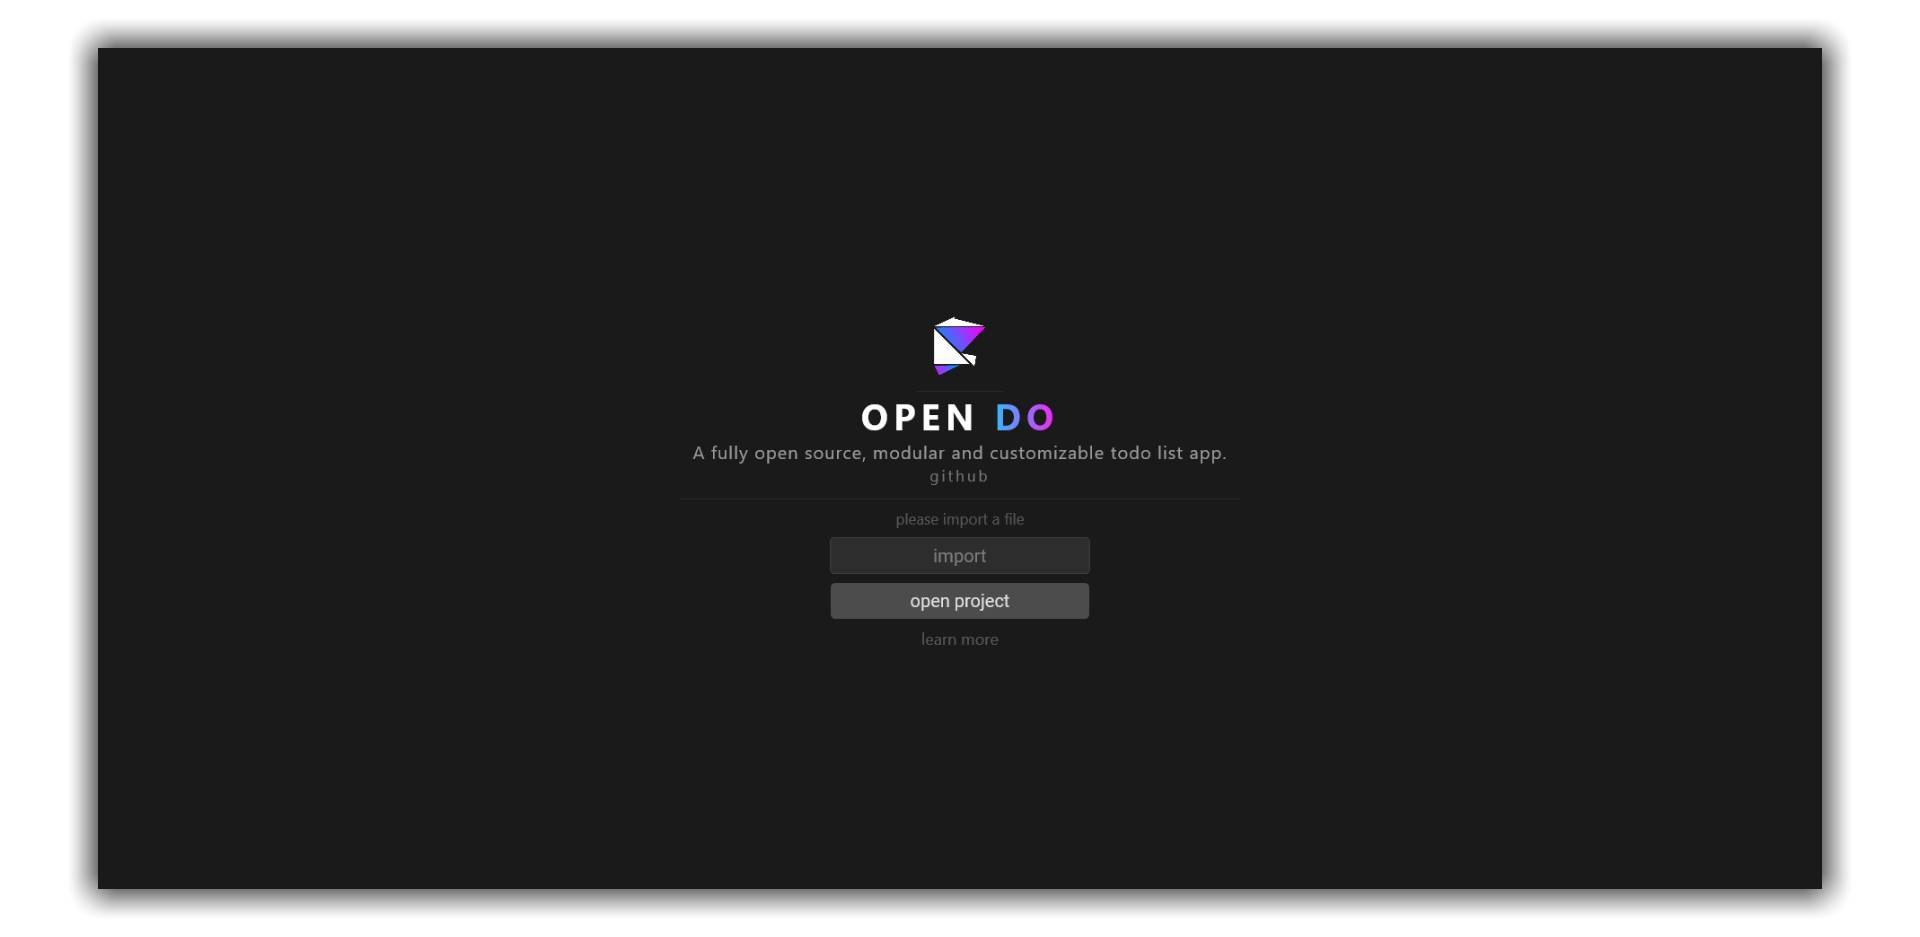 OPEN DO
A fully open source, modular and customizable todo list app.
github
please import a file
import
open project
learn more